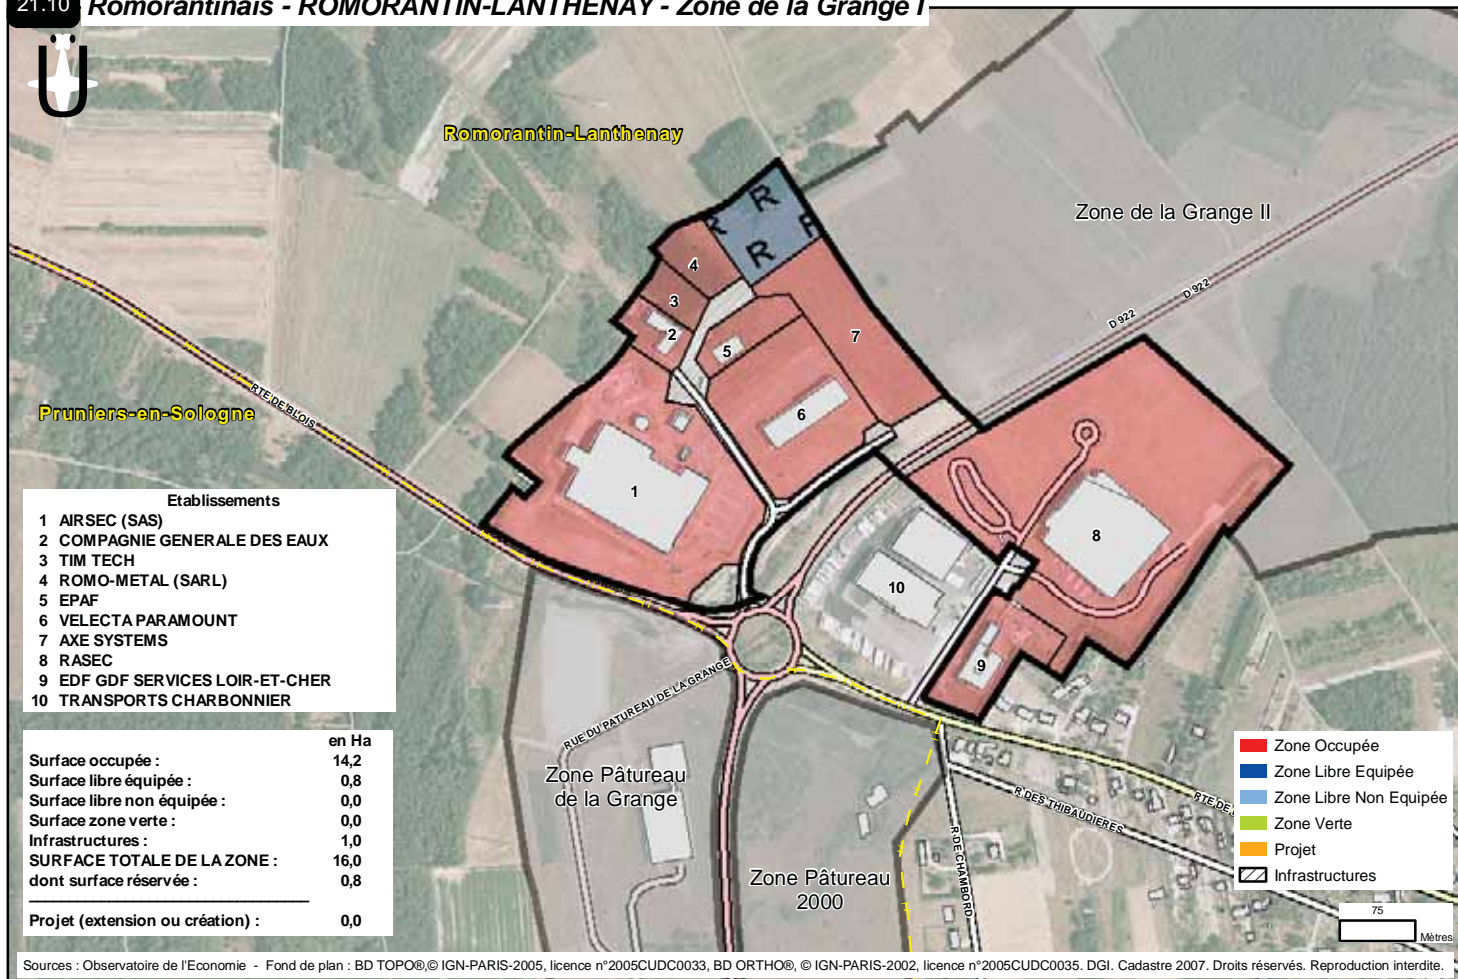 21.10 Romorantinais - ROMORANTIN-LANTHENAY - Zone de la Grange I
Romorantin-Lanthenay
Zone de la Grange II
R
R
R
R
D 922
D 922
4
3
2
5
7
6
1
8
10
9
RTE DE BLOIS
Pruniers-en-Sologne
Etablissements
1 AIRSEC (SAS)
2 COMPAGNIE GENERALE DES EAUX
3 TIM TECH
4 ROMO-METAL (SARL)
5 EPAF
6 VELECTA PARAMOUNT
7 AXE SYSTEMS
8 RASEC
9 EDF GDF SERVICES LOIR-ET-CHER
10 TRANSPORTS CHARBONNIER
en Ha
Surface occupée : 14,2
Surface libre équipée : 0,8
Surface libre non équipée : 0,0
Surface zone verte : 0,0
Infrastructures : 1,0
SURFACE TOTALE DE LA ZONE : 16,0
dont surface réservée : 0,8
Projet (extension ou création) : 0,0
RUE DU PATUREAU DE LA GRANGE
Zone Pâtureau
de la Grange
Zone Pâtureau
2000
R DE CHAMBORD
R DES THIBAUDIERES
RTE DE
Zone Occupée
Zone Libre Equipée
Zone Libre Non Equipée
Zone Verte
Projet
Infrastructures
75
Mètres
Sources : Observatoire de l'Economie - Fond de plan : BD TOPO®,© IGN-PARIS-2005, licence n°2005CUDC0033, BD ORTHO®, © IGN-PARIS-2002, licence n°2005CUDC0035. DGI. Cadastre 2007. Droits réservés. Reproduction interdite.